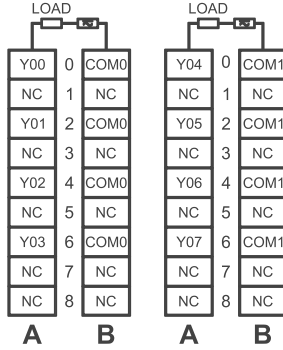 LOAD LOAD
Y00 0 COM0 Y04 0 COM1
NC 1 NC NC 1 NC
Y01 2 COM0 Y05 2 COM1
NC 3 NC NC 3 NC
Y02 4 COM0 Y06 4 COM1
NC 5 NC NC 5 NC
Y03 6 COM0 Y07 6 COM1
NC 7 NC NC 7 NC
NC 8 NC NC 8 NC
A B A B